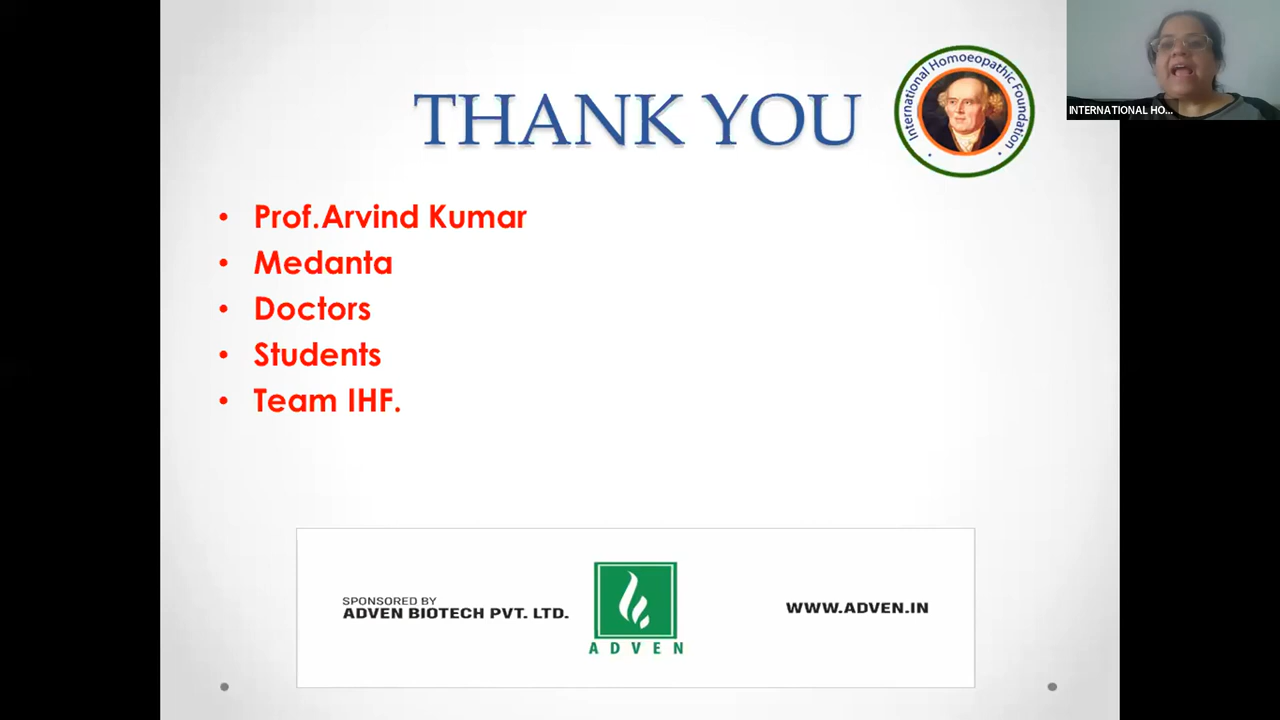 THANK YOU
International Homoeopathic Foundation
INTERNATIONAL HO...
• Prof.Arvind Kumar
• Medanta
• Doctors
• Students
• Team IHF.
SPONSORED BY
ADVEN BIOTECH PVT. LTD.
ADVEN
WWW.ADVEN.IN